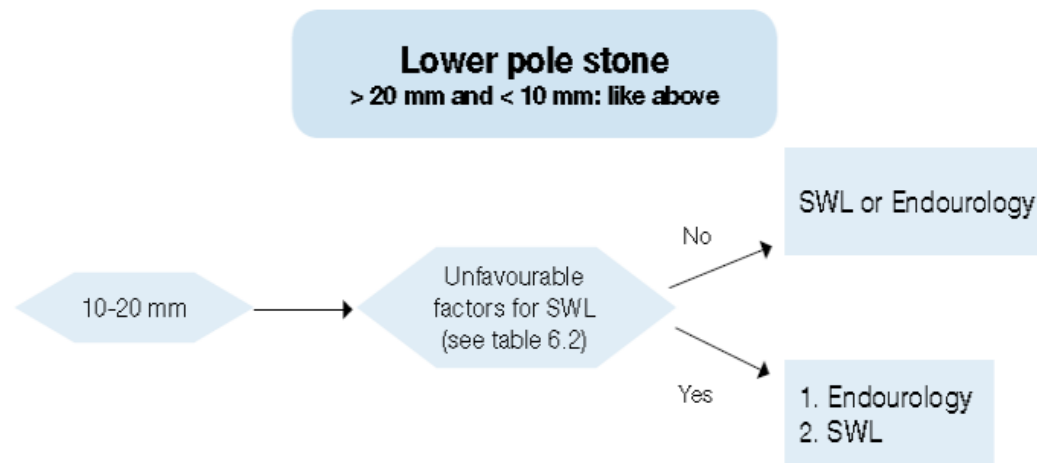 Lower pole stone
> 20 mm and < 10 mm: like above
SWL or Endourology
No
10-20 mm
Unfavourable
factors for SWL
(see table 6.2)
Yes
1. Endourology
2. SWL